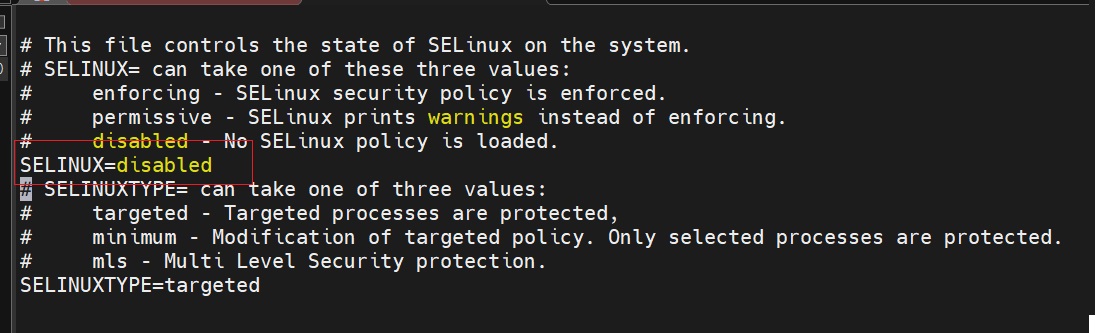 # This file controls the state of SELinux on the system.
# SELINUX= can take one of these three values:
#     enforcing - SELinux security policy is enforced.
#     permissive - SELinux prints warnings instead of enforcing.
#     disabled - No SELinux policy is loaded.
SELINUX=disabled
# SELINUXTYPE= can take one of three values:
#     targeted - Targeted processes are protected,
#     minimum - Modification of targeted policy. Only selected processes are protected.
#     mls - Multi Level Security protection.
SELINUXTYPE=targeted